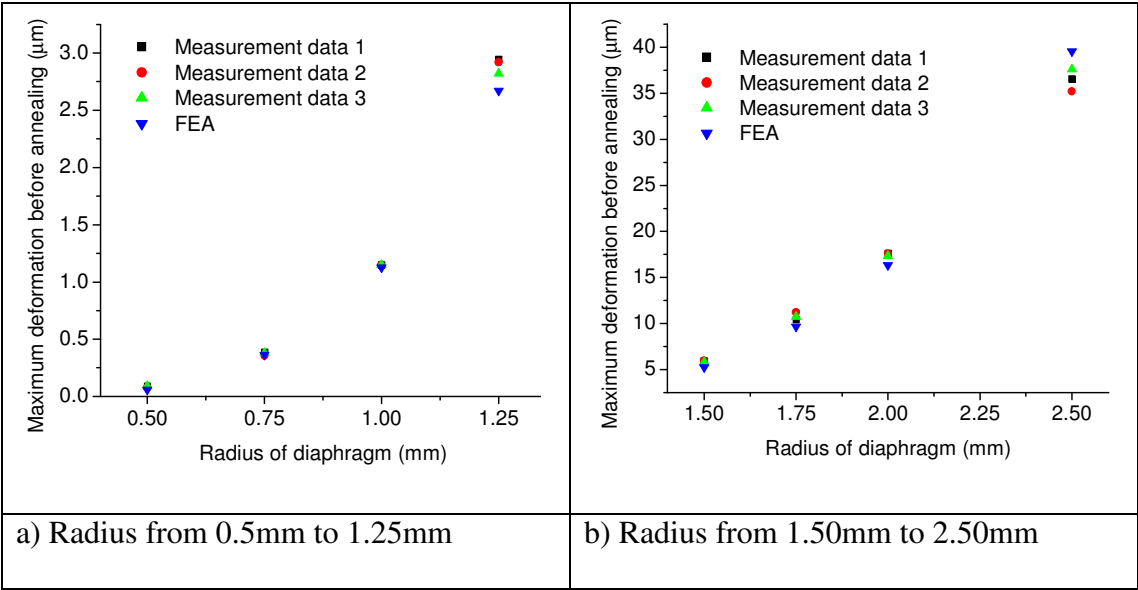 Maximum deformation before annealing (µm)
3.0
2.5
2.0
1.5
1.0
0.5
0.0
Measurement data 1
Measurement data 2
Measurement data 3
FEA
0.50 0.75 1.00 1.25
Radius of diaphragm (mm)
Maximum deformation before annealing (µm)
40
35
30
25
20
15
10
5
Measurement data 1
Measurement data 2
Measurement data 3
FEA
1.50 1.75 2.00 2.25 2.50
Radius of diaphragm (mm)
a) Radius from 0.5mm to 1.25mm
b) Radius from 1.50mm to 2.50mm